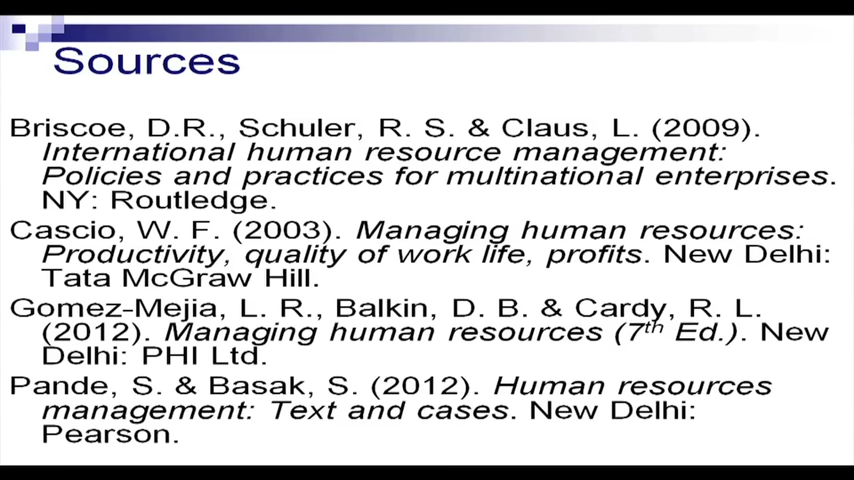 Sources
Briscoe, D.R., Schuler, R. S. & Claus, L. (2009).
International human resource management:
Policies and practices for multinational enterprises.
NY: Routledge.
Cascio, W. F. (2003). Managing human resources:
Productivity, quality of work life, profits. New Delhi:
Tata McGraw Hill.
Gomez-Mejia, L. R., Balkin, D. B. & Cardy, R. L.
(2012). Managing human resources (7th Ed.). New
Delhi: PHI Ltd.
Pande, S. & Basak, S. (2012). Human resources
management: Text and cases. New Delhi:
Pearson.